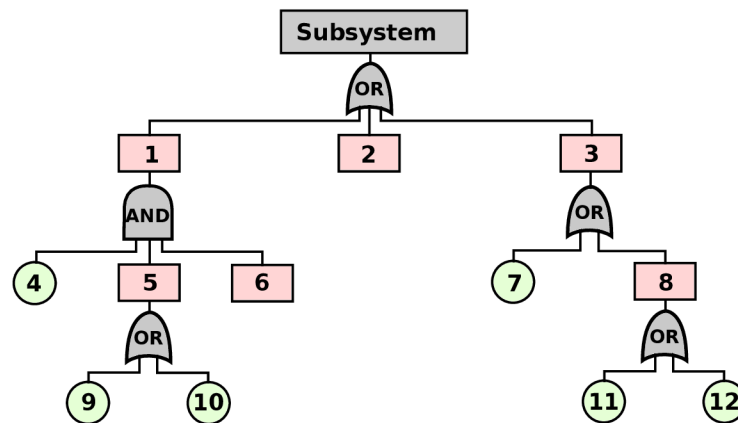 Subsystem
OR
1 2 3
AND OR
4 5 6 7 8
OR OR
9 10 11 12